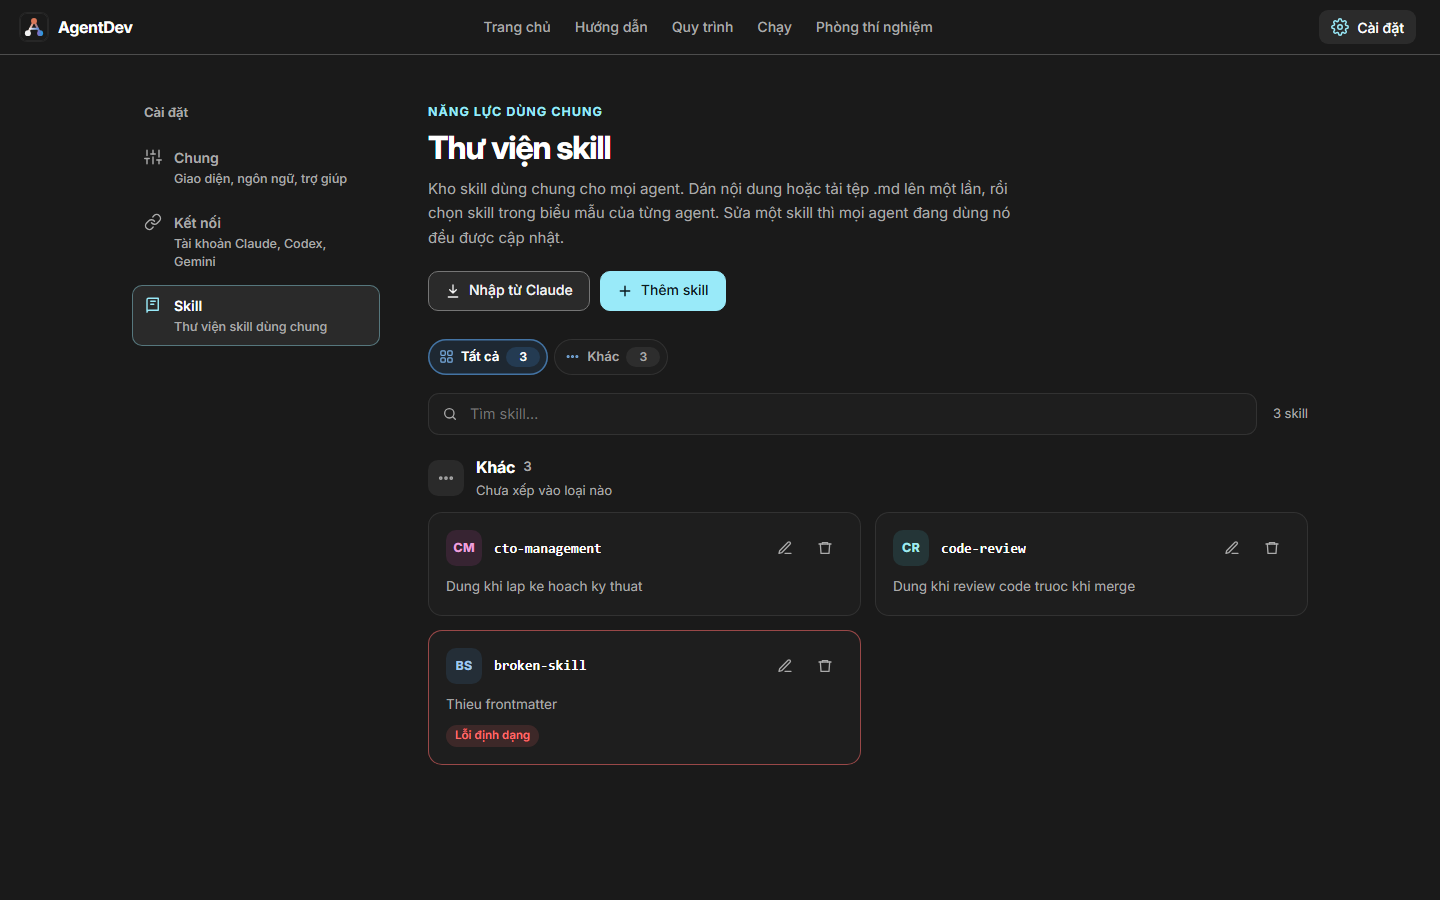 AgentDev
Trang chủ
Hướng dẫn
Quy trình
Chạy
Phòng thí nghiệm
Cài đặt
Cài đặt
Chung
Giao diện, ngôn ngữ, trợ giúp
Kết nối
Tài khoản Claude, Codex,
Gemini
Skill
Thư viện skill dùng chung
NĂNG LỰC DÙNG CHUNG
Thư viện skill
Kho skill dùng chung cho mọi agent. Dán nội dung hoặc tải tệp .md lên một lần, rồi
chọn skill trong biểu mẫu của từng agent. Sửa một skill thì mọi agent đang dùng nó
đều được cập nhật.
Nhập từ Claude
Thêm skill
Tất cả 3
Khác 3
Tìm skill...
3 skill
Khác 3
Chưa xếp vào loại nào
CM cto-management
Dung khi lap ke hoach ky thuat
CR code-review
Dung khi review code truoc khi merge
BS broken-skill
Thieu frontmatter
Lỗi định dạng